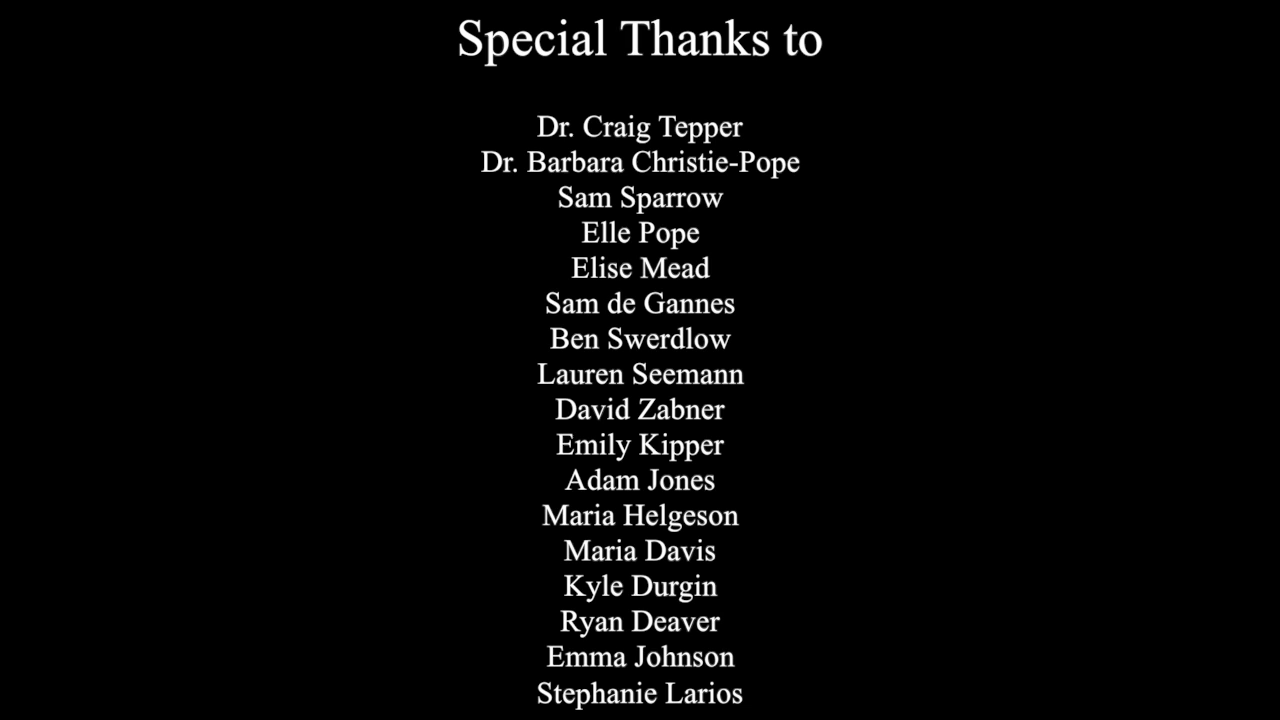 Special Thanks to
Dr. Craig Tepper
Dr. Barbara Christie-Pope
Sam Sparrow
Elle Pope
Elise Mead
Sam de Gannes
Ben Swerdlow
Lauren Seemann
David Zabner
Emily Kipper
Adam Jones
Maria Helgeson
Maria Davis
Kyle Durgin
Ryan Deaver
Emma Johnson
Stephanie Larios